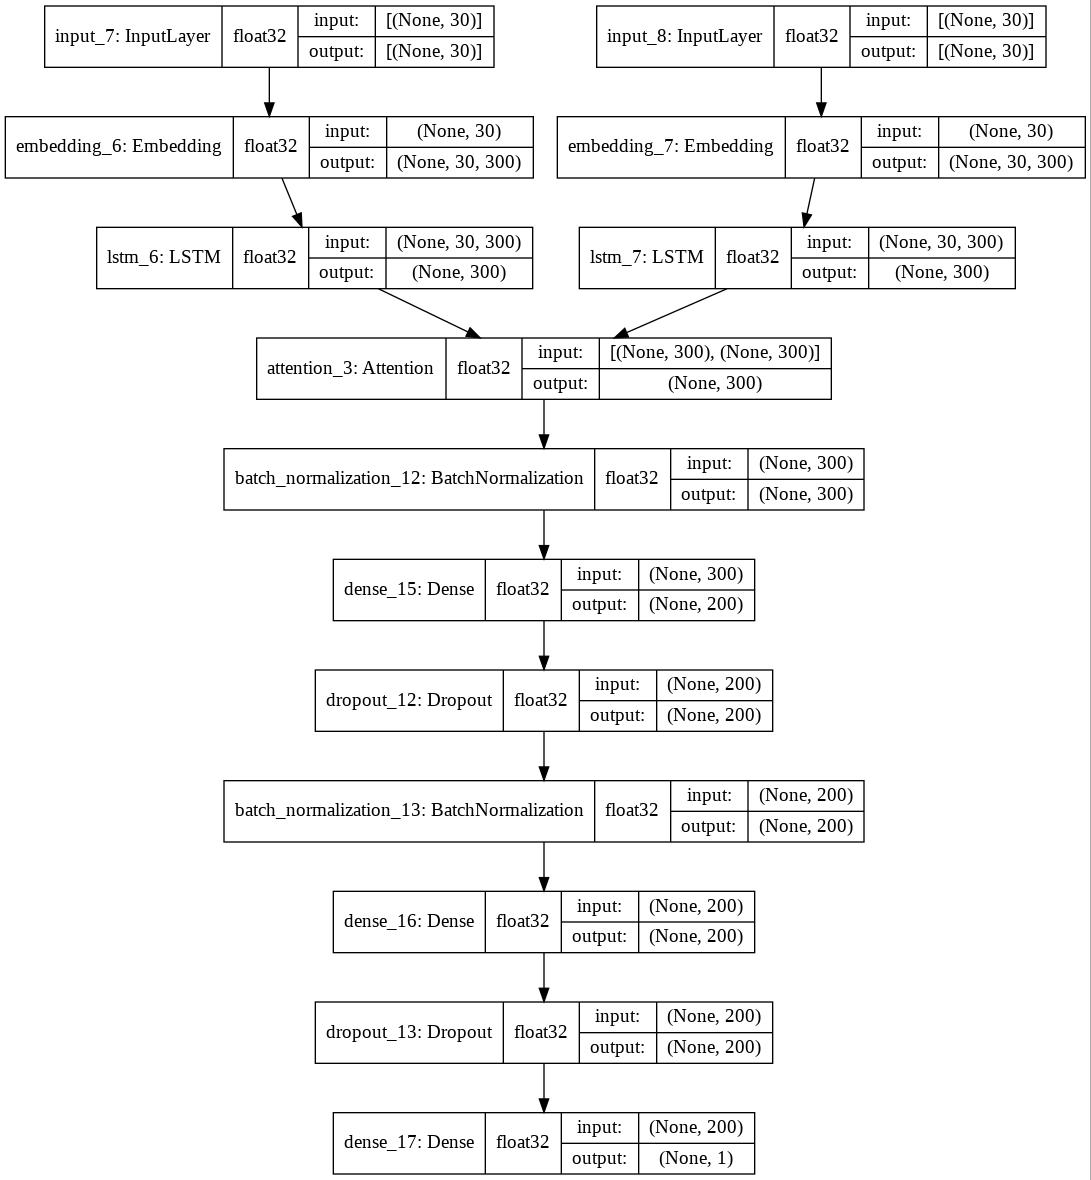 input_7: InputLayer float32 input: [(None, 30)]
output: [(None, 30)]
input_8: InputLayer float32 input: [(None, 30)]
output: [(None, 30)]
embedding_6: Embedding float32 input: (None, 30)
output: (None, 30, 300)
embedding_7: Embedding float32 input: (None, 30)
output: (None, 30, 300)
lstm_6: LSTM float32 input: (None, 30, 300)
output: (None, 300)
lstm_7: LSTM float32 input: (None, 30, 300)
output: (None, 300)
attention_3: Attention float32 input: [(None, 300), (None, 300)]
output: (None, 300)
batch_normalization_12: BatchNormalization float32 input: (None, 300)
output: (None, 300)
dense_15: Dense float32 input: (None, 300)
output: (None, 200)
dropout_12: Dropout float32 input: (None, 200)
output: (None, 200)
batch_normalization_13: BatchNormalization float32 input: (None, 200)
output: (None, 200)
dense_16: Dense float32 input: (None, 200)
output: (None, 200)
dropout_13: Dropout float32 input: (None, 200)
output: (None, 200)
dense_17: Dense float32 input: (None, 200)
output: (None, 1)